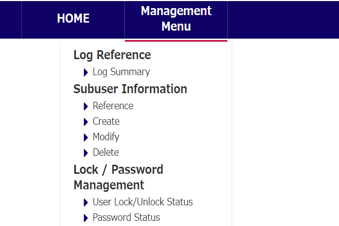 HOME
Management
Menu
Log Reference
Log Summary
Subuser Information
Reference
Create
Modify
Delete
Lock / Password
Management
User Lock/Unlock Status
Password Status